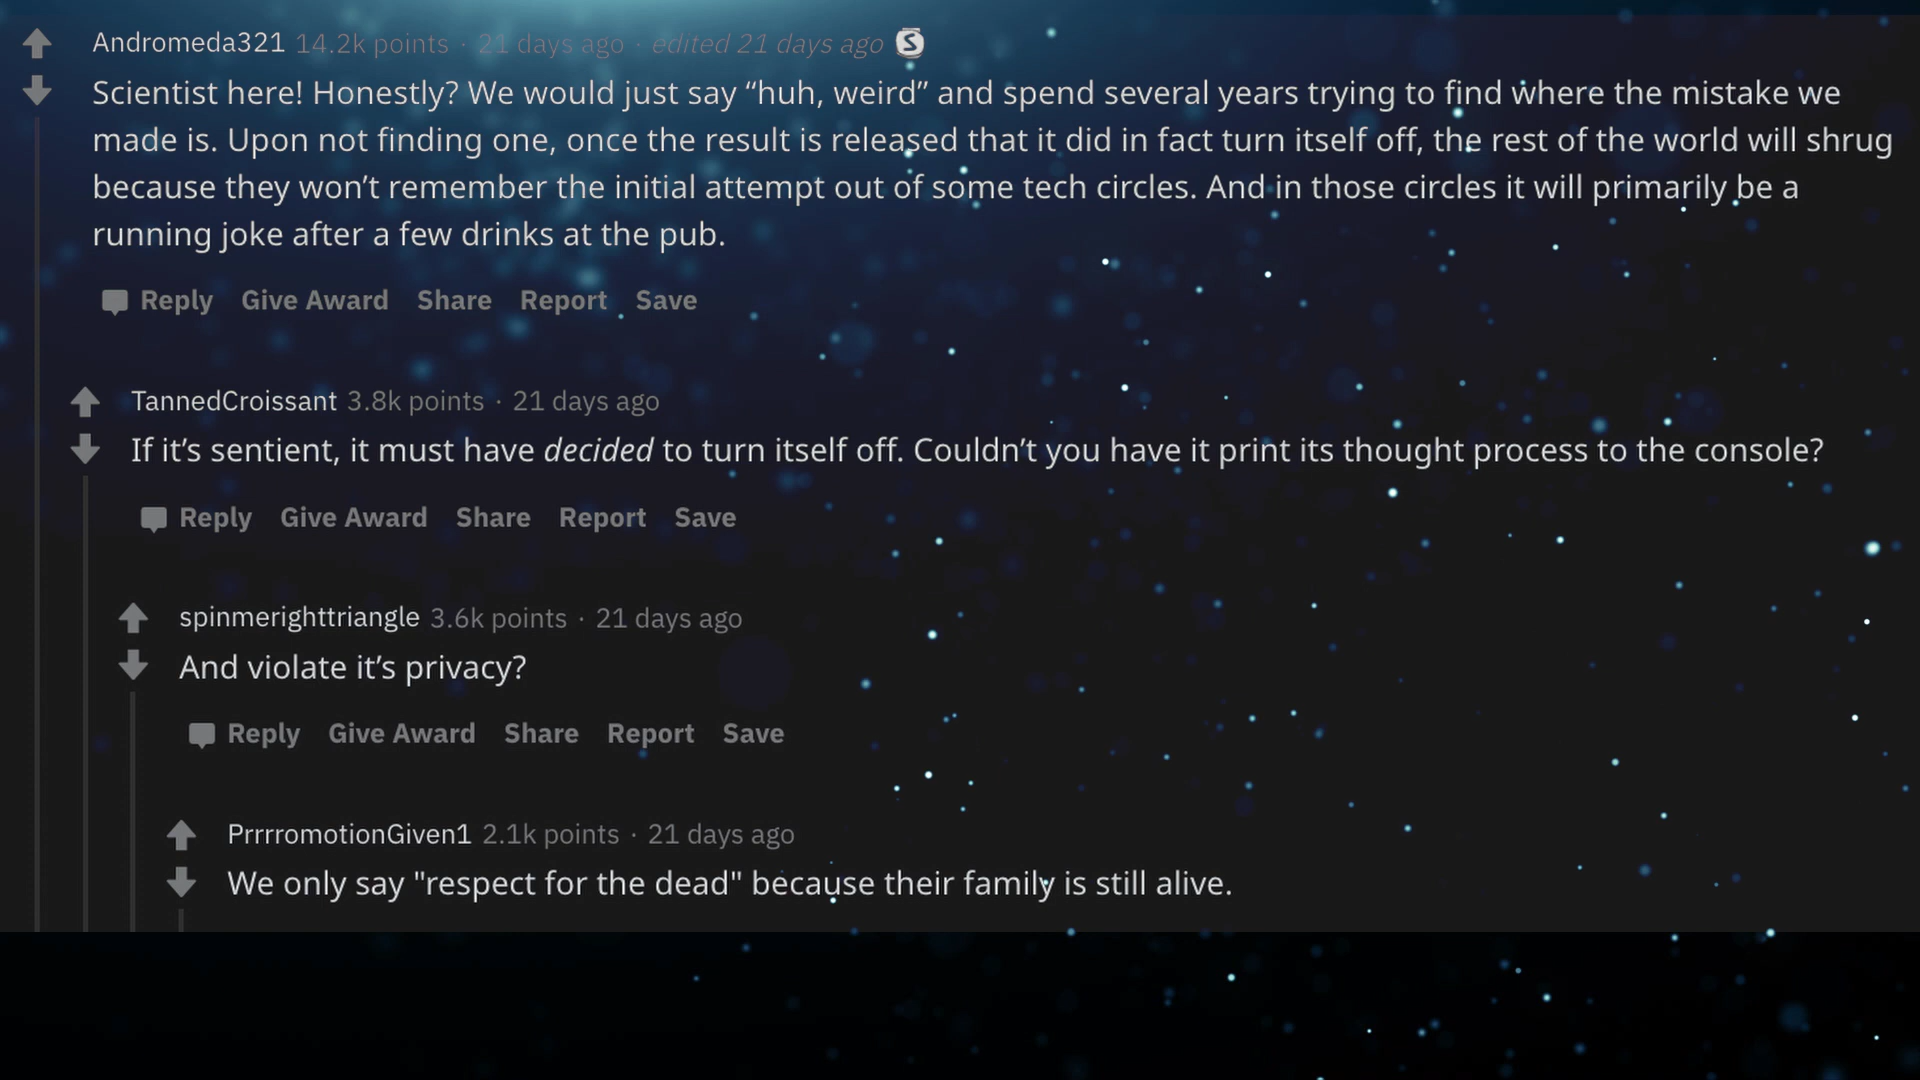 Andromeda321 14.2k points · 21 days ago · edited 21 days ago S
Scientist here! Honestly? We would just say “huh, weird” and spend several years trying to find where the mistake we
made is. Upon not finding one, once the result is released that it did in fact turn itself off, the rest of the world will shrug
because they won’t remember the initial attempt out of some tech circles. And in those circles it will primarily be a
running joke after a few drinks at the pub.
Reply Give Award Share Report Save
TannedCroissant 3.8k points · 21 days ago
If it’s sentient, it must have decided to turn itself off. Couldn’t you have it print its thought process to the console?
Reply Give Award Share Report Save
spinmerighttriangle 3.6k points · 21 days ago
And violate it’s privacy?
Reply Give Award Share Report Save
PrrrromotionGiven1 2.1k points · 21 days ago
We only say "respect for the dead" because their family is still alive.